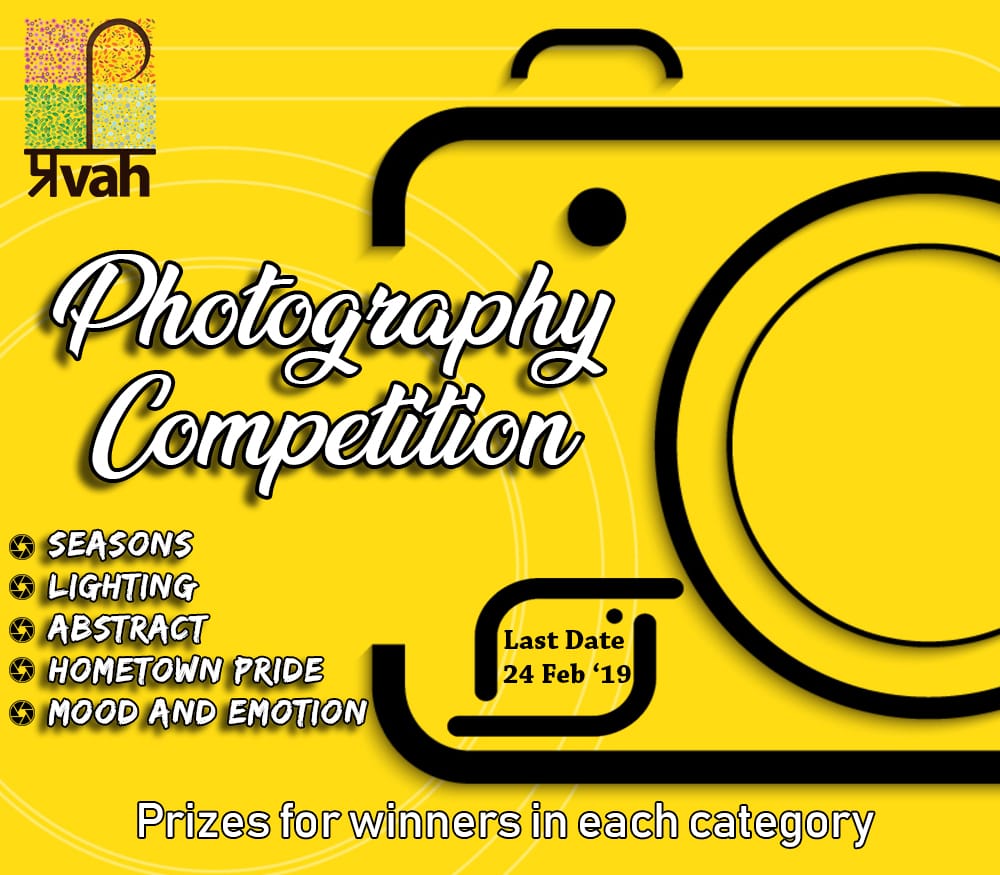 प्रvah
Photography
Competition
SEASONS
LIGHTING
ABSTRACT
HOMETOWN PRIDE
MOOD AND EMOTION
Last Date
24 Feb ‘19
Prizes for winners in each category